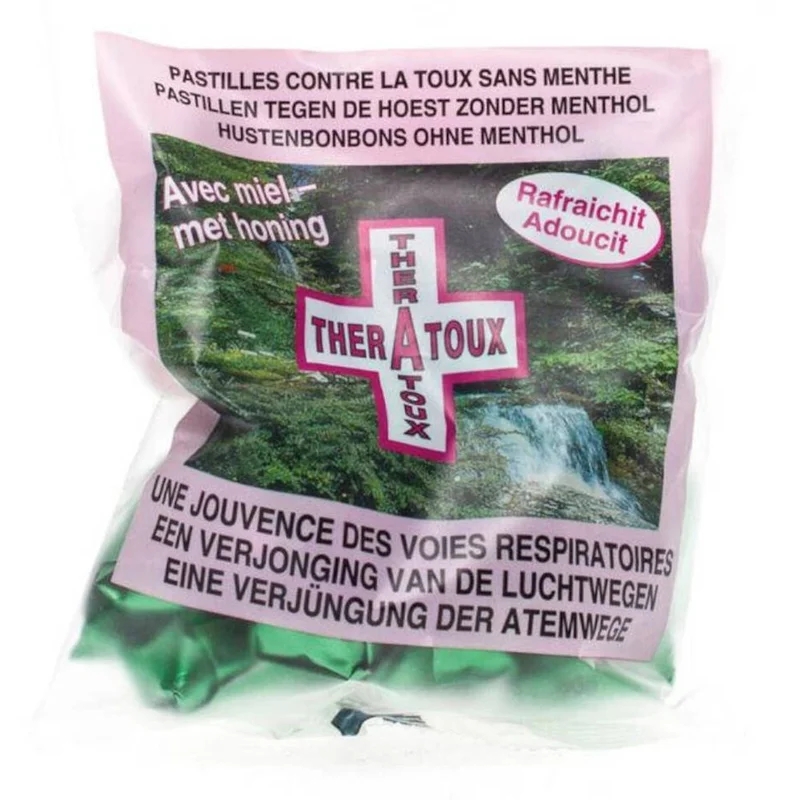 PASTILLES CONTRE LA TOUX SANS MENTHE
PASTILLEN TEGEN DE HOEST ZONDER MENTHOL
HUSTENBONBONS OHNE MENTHOL
Avec miel –
met honing
Rafraichit
Adoucit
THERATOUX
THERATOUX
UNE JOUVENCE DES VOIES RESPIRATOIRES
EEN VERJONGING VAN DE LUCHTWEGEN
EINE VERJÜNGUNG DER ATEMWEGE